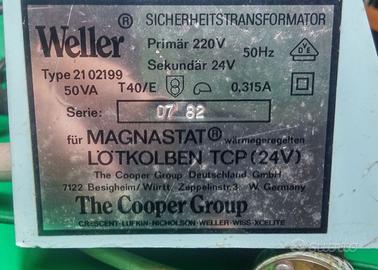 Weller® SICHERHEITSTRANSFORMATOR
Primär 220V 50Hz
Sekundär 24V
Type 21 02199
50VA T40/E 0,315A
Serie: 07 82
für MAGNASTAT® wärmegeregelten
LÖTKOLBEN TCP (24V)
The Cooper Group Deutschland GmbH
7122 Besigheim/Württ. Zeppelinstr.3 W. Germany
The Cooper Group
CRESCENT-LUFKIN-NICHOLSON-WELLER-WISS-XCELITE